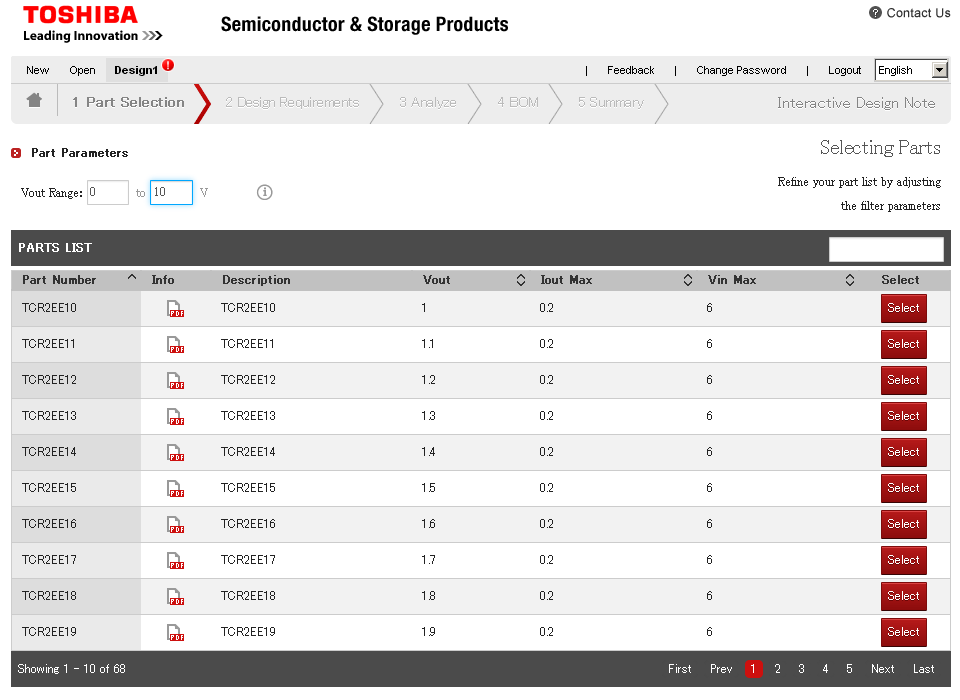 TOSHIBA
Leading Innovation >>>
Semiconductor & Storage Products
Contact Us
New Open Design1 ! | Feedback | Change Password | Logout English
1 Part Selection 2 Design Requirements 3 Analyze 4 BOM 5 Summary Interactive Design Note
Part Parameters
Selecting Parts
Vout Range: 0 to 10 V
Refine your part list by adjusting
the filter parameters
PARTS LIST
Part Number Info Description Vout Iout Max Vin Max Select
TCR2EE10 PDF TCR2EE10 1 0.2 6 Select
TCR2EE11 PDF TCR2EE11 1.1 0.2 6 Select
TCR2EE12 PDF TCR2EE12 1.2 0.2 6 Select
TCR2EE13 PDF TCR2EE13 1.3 0.2 6 Select
TCR2EE14 PDF TCR2EE14 1.4 0.2 6 Select
TCR2EE15 PDF TCR2EE15 1.5 0.2 6 Select
TCR2EE16 PDF TCR2EE16 1.6 0.2 6 Select
TCR2EE17 PDF TCR2EE17 1.7 0.2 6 Select
TCR2EE18 PDF TCR2EE18 1.8 0.2 6 Select
TCR2EE19 PDF TCR2EE19 1.9 0.2 6 Select
Showing 1 - 10 of 68 First Prev 1 2 3 4 5 Next Last